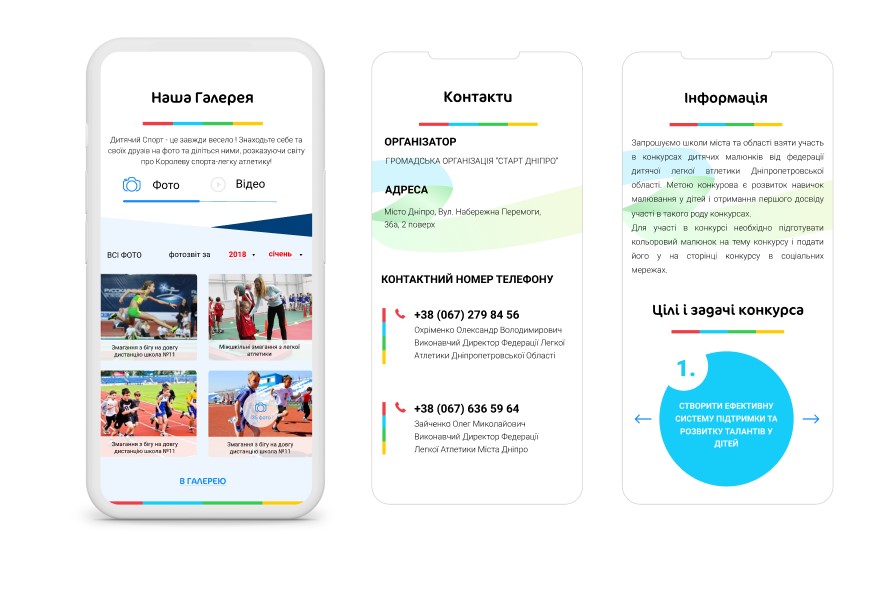 Наша Галерея
Дитячий Спорт - це завжди весело ! Знаходьте себе та
своїх друзів на фото та діліться ними, розказуючи світу
про Королеву спорта-легку атлетику!
Фото
Відео
ВСІ ФОТО
фотозвіт за
2018
січень
Змагання з бігу на довгу
дистанцію школа №11
Міжшкільні змагання з легкої
атлетики
Змагання з бігу на довгу
дистанцію школа №11
Змагання з бігу на довгу
дистанцію школа №11
В ГАЛЕРЕЮ
Контакти
ОРГАНІЗАТОР
ГРОМАДСЬКА ОРГАНІЗАЦІЯ "СТАРТ ДНІПРО"
АДРЕСА
Місто Дніпро, Вул. Набережна Перемоги,
36а, 2 поверх
КОНТАКТНИЙ НОМЕР ТЕЛЕФОНУ
+38 (067) 279 84 56
Охріменко Олександр Володимирович
Виконавчий Директор Федерації Легкої
Атлетики Дніпропетровської Області
+38 (067) 636 59 64
Зайченко Олег Миколайович
Виконавчий Директор Федерації
Легкої Атлетики Міста Дніпро
Інформація
Запрошуємо школи міста та області взяти участь
в конкурсах дитячих малюнків від федерації
дитячої легкої атлетики Дніпропетровської
області. Метою конкурова є розвиток навичок
малювання у дітей і отримання першого досвіду
участі в такого роду конкурсах.
Для участі в конкурсі необхідно підготувати
кольоровий малюнок на тему конкурсу і подати
його у на сторінці конкурсу в соціальних
мережах.
Цілі і задачі конкурса
1.
СТВОРИТИ ЕФЕКТИВНУ
СИСТЕМУ ПІДТРИМКИ ТА
РОЗВИТКУ ТАЛАНТІВ У
ДІТЕЙ